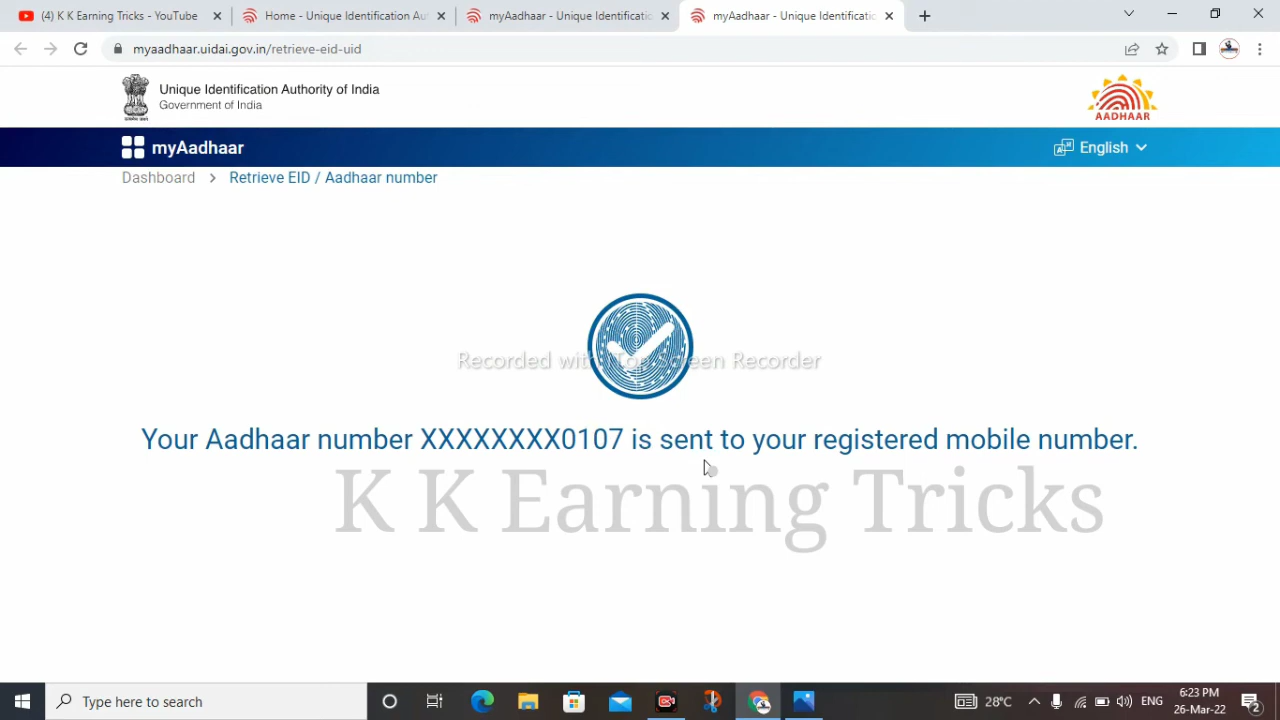 (4) K K Earning Tricks - YouTube
Home - Unique Identification Aut
myAadhaar - Unique Identificatio
myAadhaar - Unique Identificatio
myaadhaar.uidai.gov.in/retrieve-eid-uid
Unique Identification Authority of India
Government of India
AADHAAR
myAadhaar
English
Dashboard > Retrieve EID / Aadhaar number
Recorded with Top Screen Recorder
Your Aadhaar number XXXXXXXX0107 is sent to your registered mobile number.
K K Earning Tricks
Type here to search
28°C
ENG
6:23 PM
26-Mar-22
2